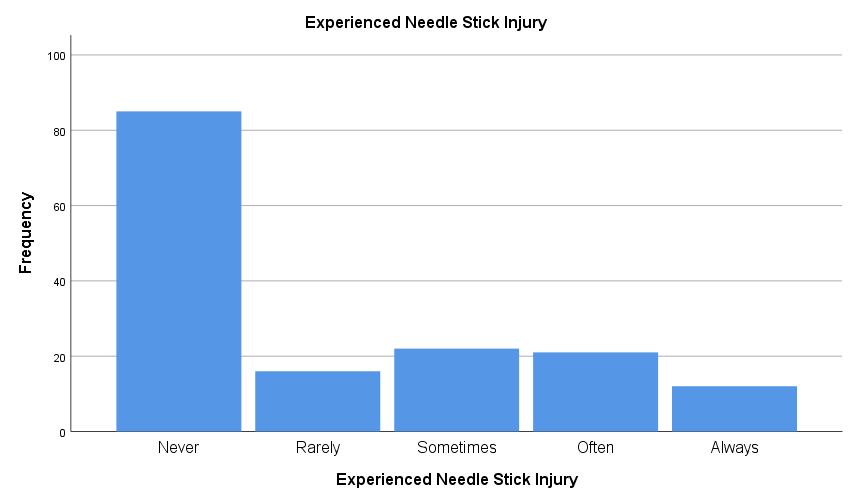 Experienced Needle Stick Injury
100
80
60
40
20
0
Frequency
Never Rarely Sometimes Often Always
Experienced Needle Stick Injury